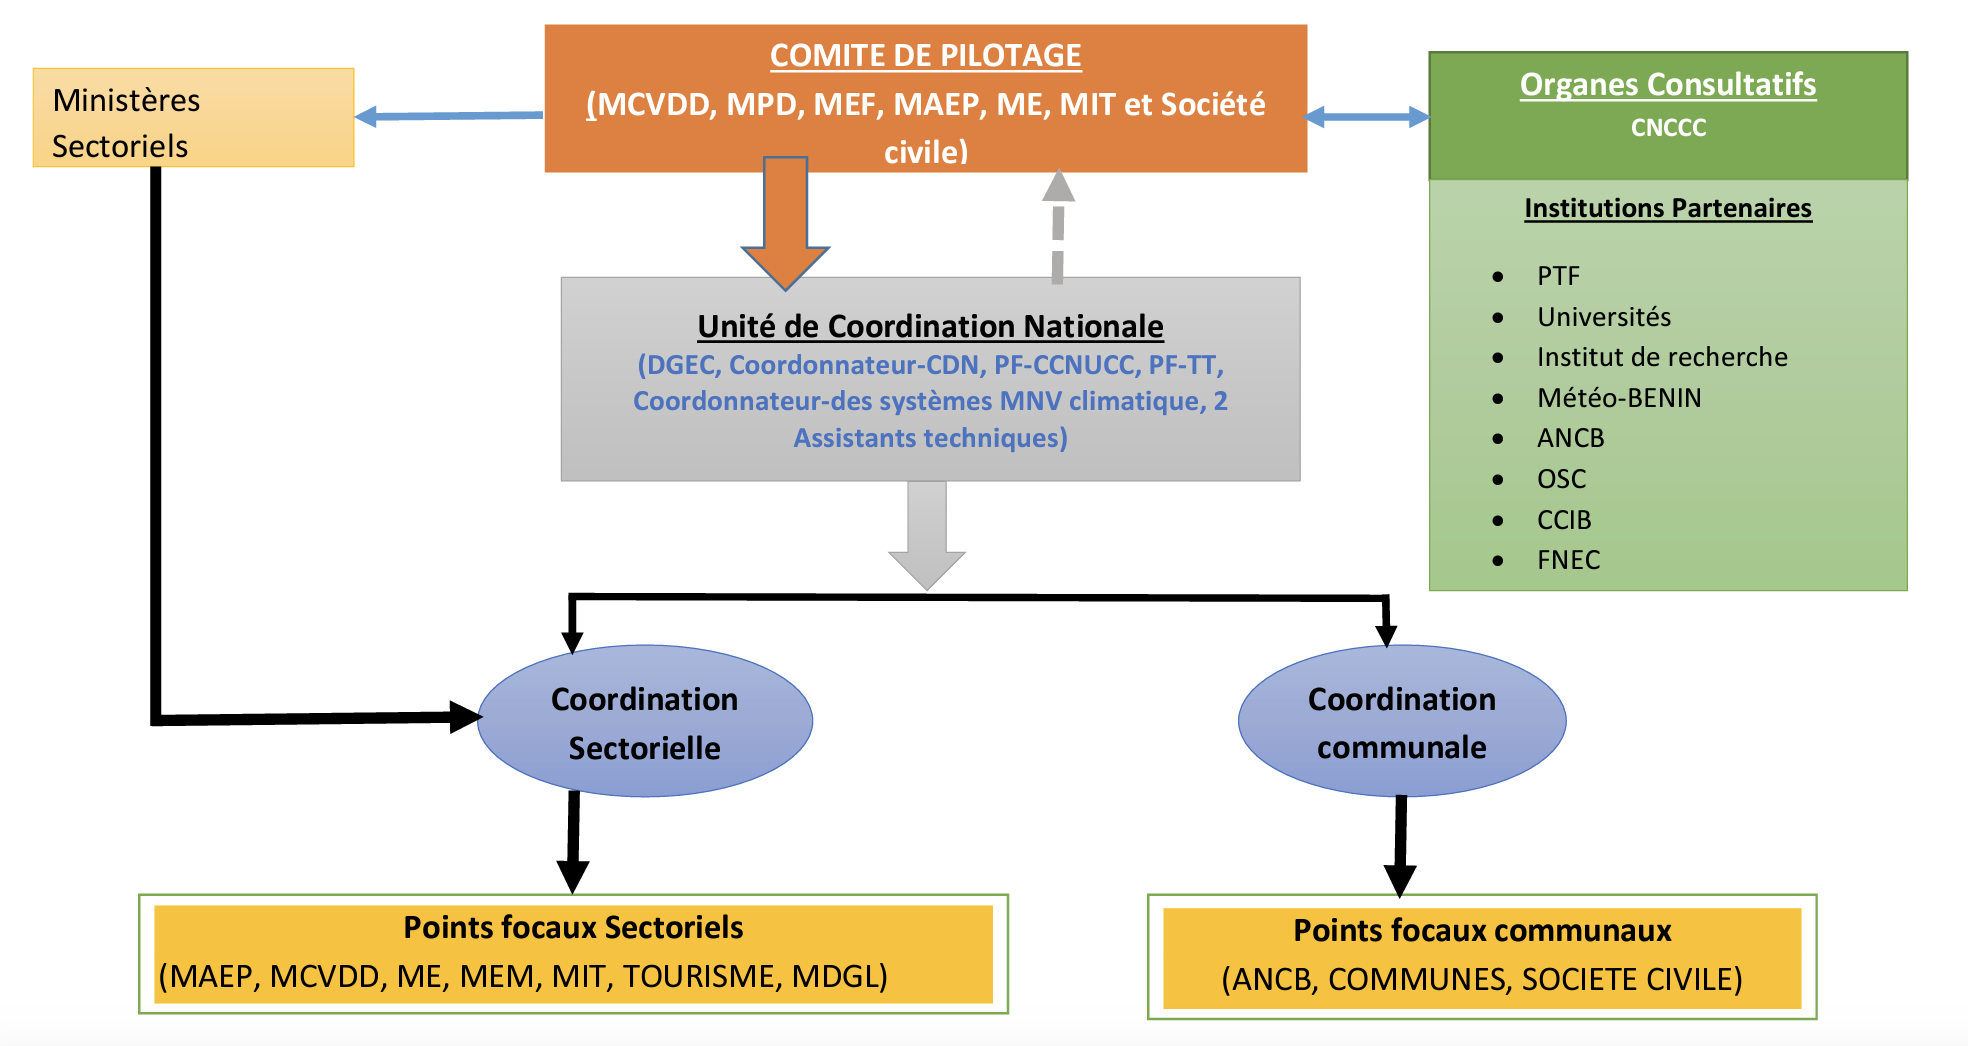 COMITE DE PILOTAGE
(MCVDD, MPD, MEF, MAEP, ME, MIT et Société
civile)
Ministères
Sectoriels
Organes Consultatifs
CNCCC
Institutions Partenaires
• PTF
• Universités
• Institut de recherche
• Météo-BENIN
• ANCB
• OSC
• CCIB
• FNEC
Unité de Coordination Nationale
(DGEC, Coordonnateur-CDN, PF-CCNUCC, PF-TT,
Coordonnateur-des systèmes MNV climatique, 2
Assistants techniques)
Coordination
Sectorielle
Coordination
communale
Points focaux Sectoriels
(MAEP, MCVDD, ME, MEM, MIT, TOURISME, MDGL)
Points focaux communaux
(ANCB, COMMUNES, SOCIETE CIVILE)